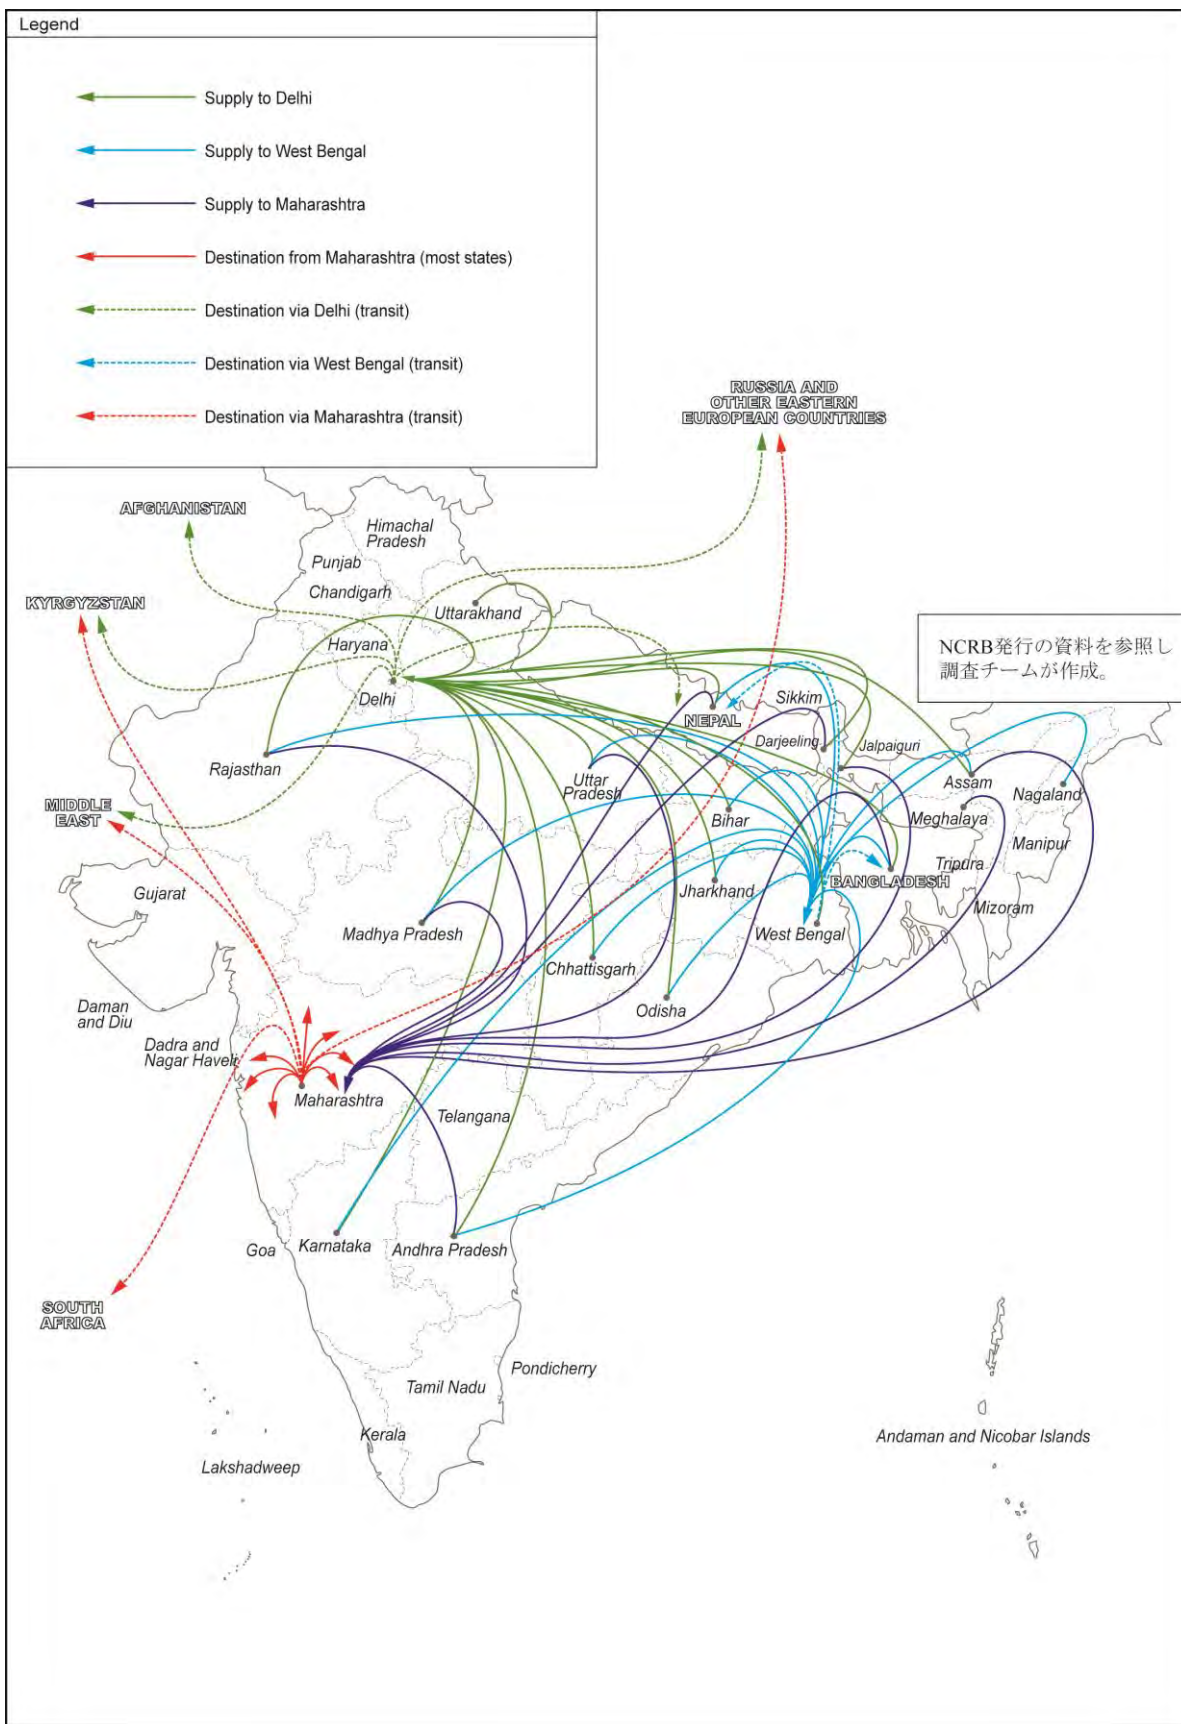 Legend
Supply to Delhi
Supply to West Bengal
Supply to Maharashtra
Destination from Maharashtra (most states)
Destination via Delhi (transit)
Destination via West Bengal (transit)
Destination via Maharashtra (transit)
RUSSIA AND
OTHER EASTERN
EUROPEAN COUNTRIES
AFGHANISTAN
Himachal
Pradesh
Punjab
Chandigarh
KYRGYZSTAN
Uttarakhand
Haryana
NCRB発行の資料を参照し
調査チームが作成。
Delhi
Sikkim
NEPAL
Darjeeling
Jalpaiguri
Rajasthan
Uttar
Pradesh
Assam
Nagaland
MIDDLE
EAST
Bihar
Meghalaya
Manipur
Tripura
Gujarat
Jharkhand
BANGLADESH
Mizoram
Madhya Pradesh
West Bengal
Chhattisgarh
Odisha
Daman
and Diu
Dadra and
Nagar Haveli
Maharashtra
Telangana
Goa
Karnataka
Andhra Pradesh
SOUTH
AFRICA
Pondicherry
Tamil Nadu
Kerala
Andaman and Nicobar Islands
Lakshadweep